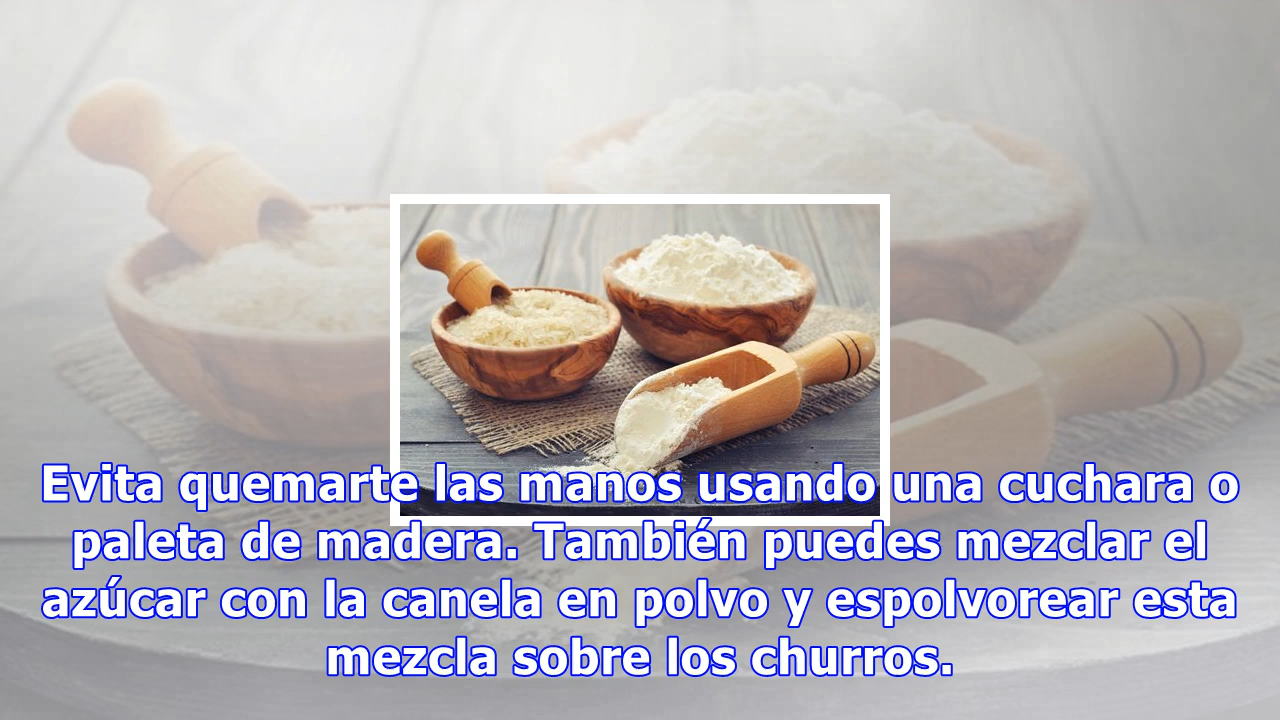 Evita quemarte las manos usando una cuchara o
paleta de madera. También puedes mezclar el
azúcar con la canela en polvo y espolvorear esta
mezcla sobre los churros.